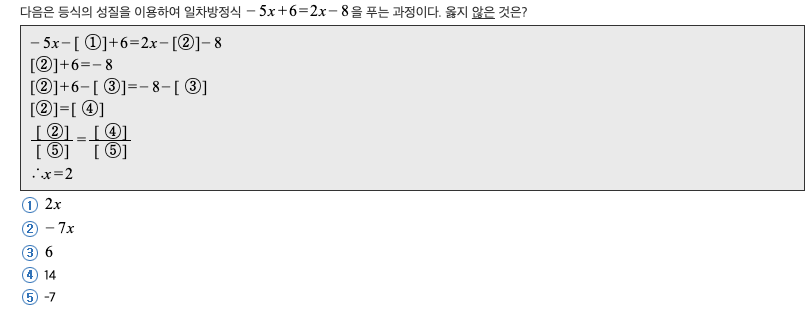 다음은 등식의 성질을 이용하여 일차방정식 −5x+6=2x−8을 푸는 과정이다. 옳지 않은 것은?
−5x−[ ①]+6=2x−[②]−8
[②]+6=−8
[②]+6−[ ③]=−8−[ ③]
[②]=[ ④]
[ ②]/[ ⑤] = [ ④]/[ ⑤]
∴x=2
① 2x
② −7x
③ 6
④ 14
⑤ -7